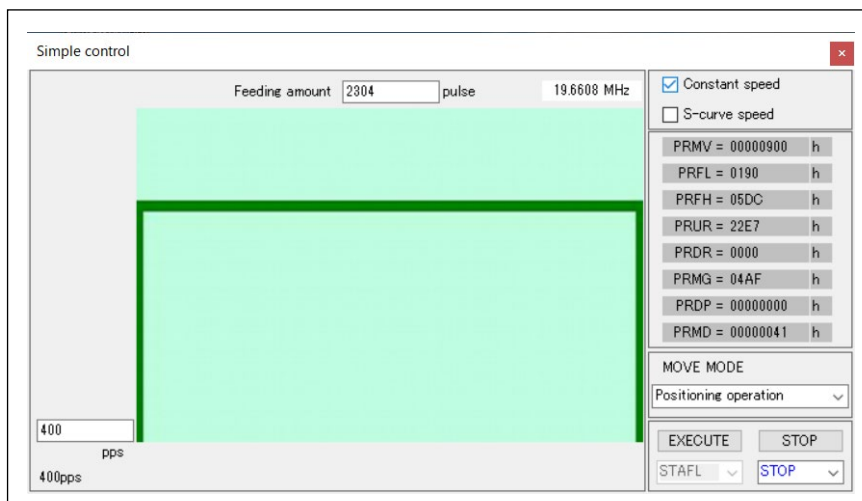 Simple control
×
Feeding amount 2304 pulse 19.6608 MHz
Constant speed
S-curve speed
PRMV = 00000900 h
PRFL = 0190 h
PRFH = 05DC h
PRUR = 22E7 h
PRDR = 0000 h
PRMG = 04AF h
PRDP = 00000000 h
PRMD = 00000041 h
MOVE MODE
Positioning operation
400
pps
400pps
EXECUTE STOP
STAFL STOP